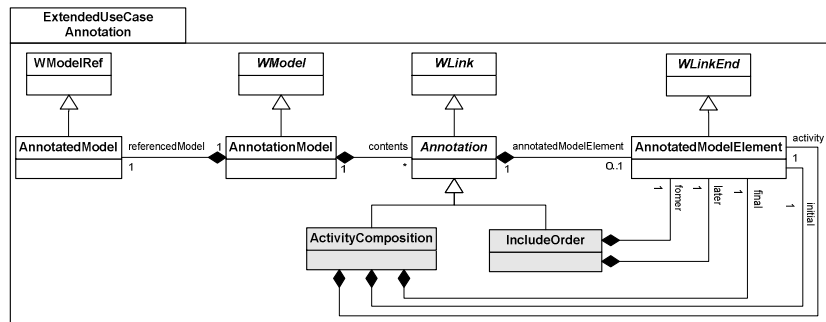 ExtendedUseCase
Annotation
WModelRef
WModel
WLink
WLinkEnd
AnnotatedModel
referencedModel
1
1
AnnotationModel
1
contents
*
Annotation
1
annotatedModelElement
0..1
AnnotatedModelElement
activity
1
1
fomer
1
later
1
final
1
initial
ActivityComposition
IncludeOrder